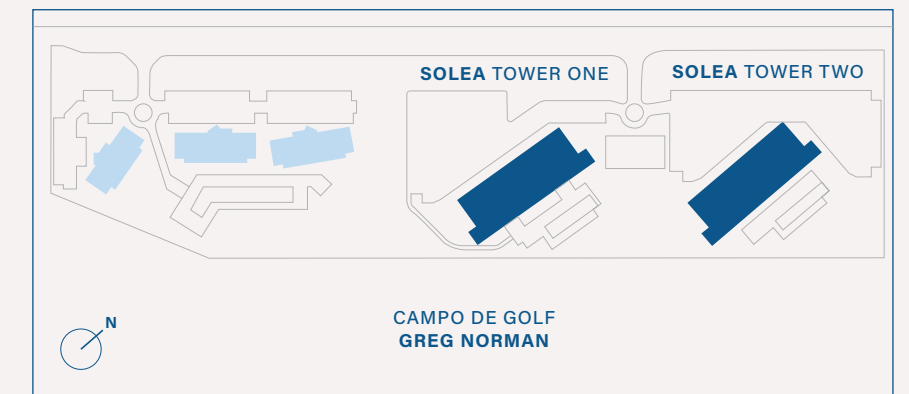 SOLEA TOWER ONE
SOLEA TOWER TWO
CAMPO DE GOLF
GREG NORMAN
N